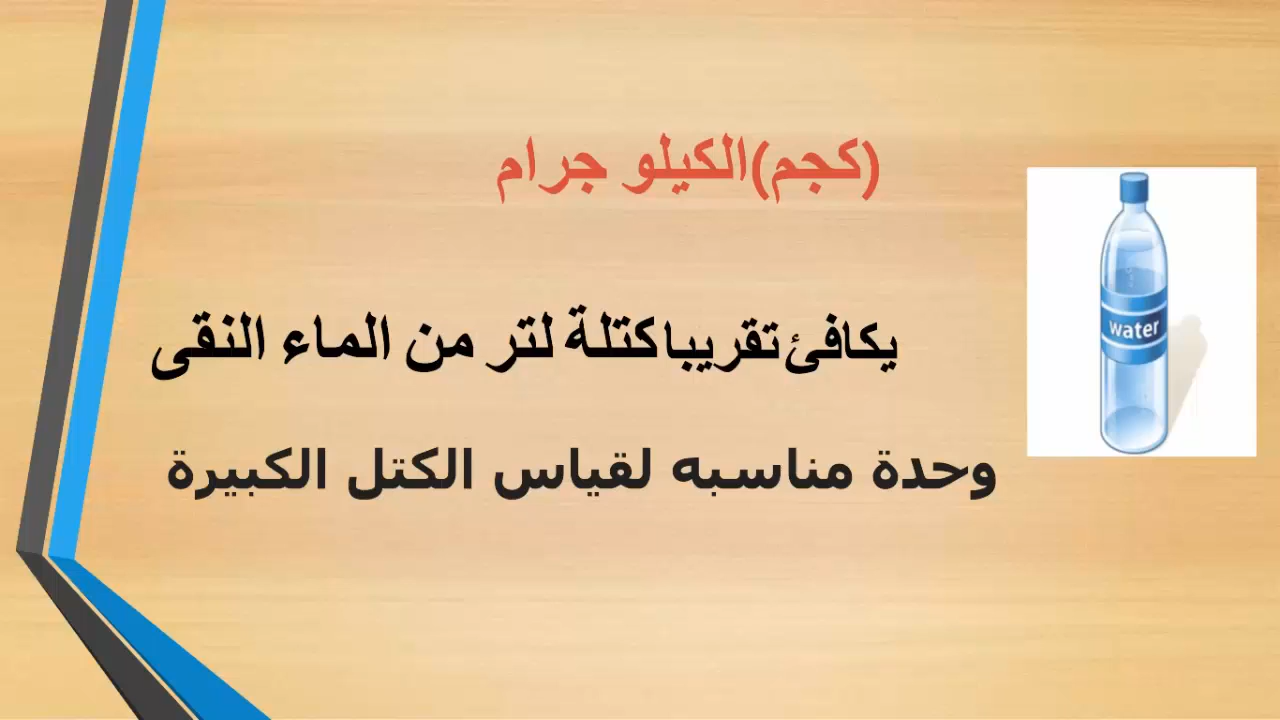 (كجم)الكيلو جرام
يكافئ تقريبا كتلة لتر من الماء النقى
وحدة مناسبه لقياس الكتل الكبيرة
water